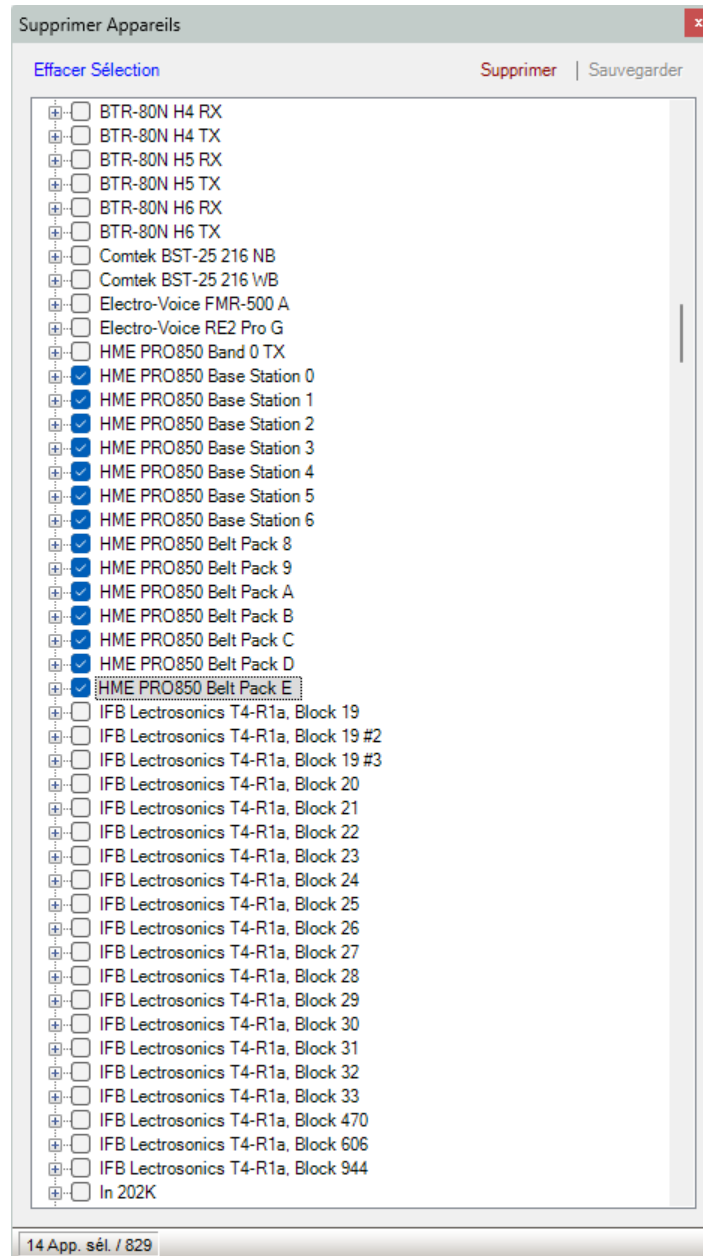 Supprimer Appareils
x
Effacer Sélection Supprimer | Sauvegarder
BTR-80N H4 RX
BTR-80N H4 TX
BTR-80N H5 RX
BTR-80N H5 TX
BTR-80N H6 RX
BTR-80N H6 TX
Comtek BST-25 216 NB
Comtek BST-25 216 WB
Electro-Voice FMR-500 A
Electro-Voice RE2 Pro G
HME PRO850 Band 0 TX
HME PRO850 Base Station 0
HME PRO850 Base Station 1
HME PRO850 Base Station 2
HME PRO850 Base Station 3
HME PRO850 Base Station 4
HME PRO850 Base Station 5
HME PRO850 Base Station 6
HME PRO850 Belt Pack 8
HME PRO850 Belt Pack 9
HME PRO850 Belt Pack A
HME PRO850 Belt Pack B
HME PRO850 Belt Pack C
HME PRO850 Belt Pack D
HME PRO850 Belt Pack E
IFB Lectrosonics T4-R1a, Block 19
IFB Lectrosonics T4-R1a, Block 19 #2
IFB Lectrosonics T4-R1a, Block 19 #3
IFB Lectrosonics T4-R1a, Block 20
IFB Lectrosonics T4-R1a, Block 21
IFB Lectrosonics T4-R1a, Block 22
IFB Lectrosonics T4-R1a, Block 23
IFB Lectrosonics T4-R1a, Block 24
IFB Lectrosonics T4-R1a, Block 25
IFB Lectrosonics T4-R1a, Block 26
IFB Lectrosonics T4-R1a, Block 27
IFB Lectrosonics T4-R1a, Block 28
IFB Lectrosonics T4-R1a, Block 29
IFB Lectrosonics T4-R1a, Block 30
IFB Lectrosonics T4-R1a, Block 31
IFB Lectrosonics T4-R1a, Block 32
IFB Lectrosonics T4-R1a, Block 33
IFB Lectrosonics T4-R1a, Block 470
IFB Lectrosonics T4-R1a, Block 606
IFB Lectrosonics T4-R1a, Block 944
In 202K
14 App. sél. / 829